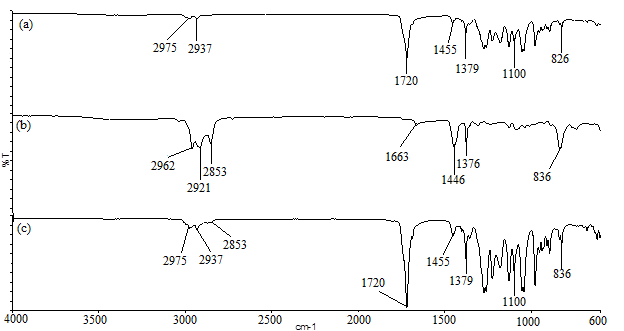 (a)
2975 2937 1720 1455 1379 1100 826
(b)
2962 2921 2853 1663 1446 1376 836
%T
(c)
2975 2937 2853 1720 1455 1379 1100 836
4000 3000 2500 2000 1500 1000 600
cm-1